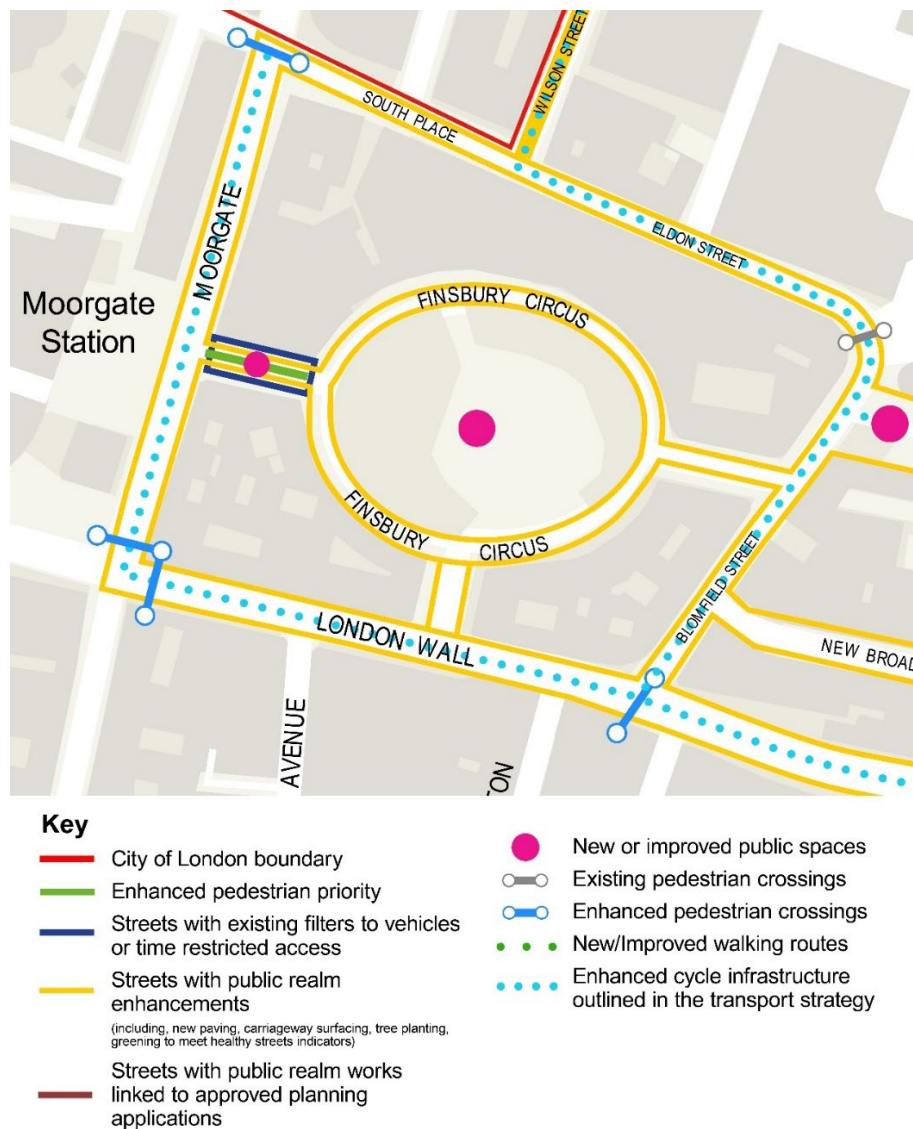 WILSON STREET
SOUTH PLACE
MOORGATE
ELDON STREET
Moorgate
Station
FINSBURY CIRCUS
FINSBURY CIRCUS
BLOMFIELD STREET
LONDON WALL
NEW BROAD
AVENUE
TON
Key
City of London boundary
Enhanced pedestrian priority
Streets with existing filters to vehicles
or time restricted access
Streets with public realm
enhancements
(including, new paving, carriageway surfacing, tree planting,
greening to meet healthy streets indicators)
Streets with public realm works
linked to approved planning
applications
New or improved public spaces
Existing pedestrian crossings
Enhanced pedestrian crossings
New/Improved walking routes
Enhanced cycle infrastructure
outlined in the transport strategy